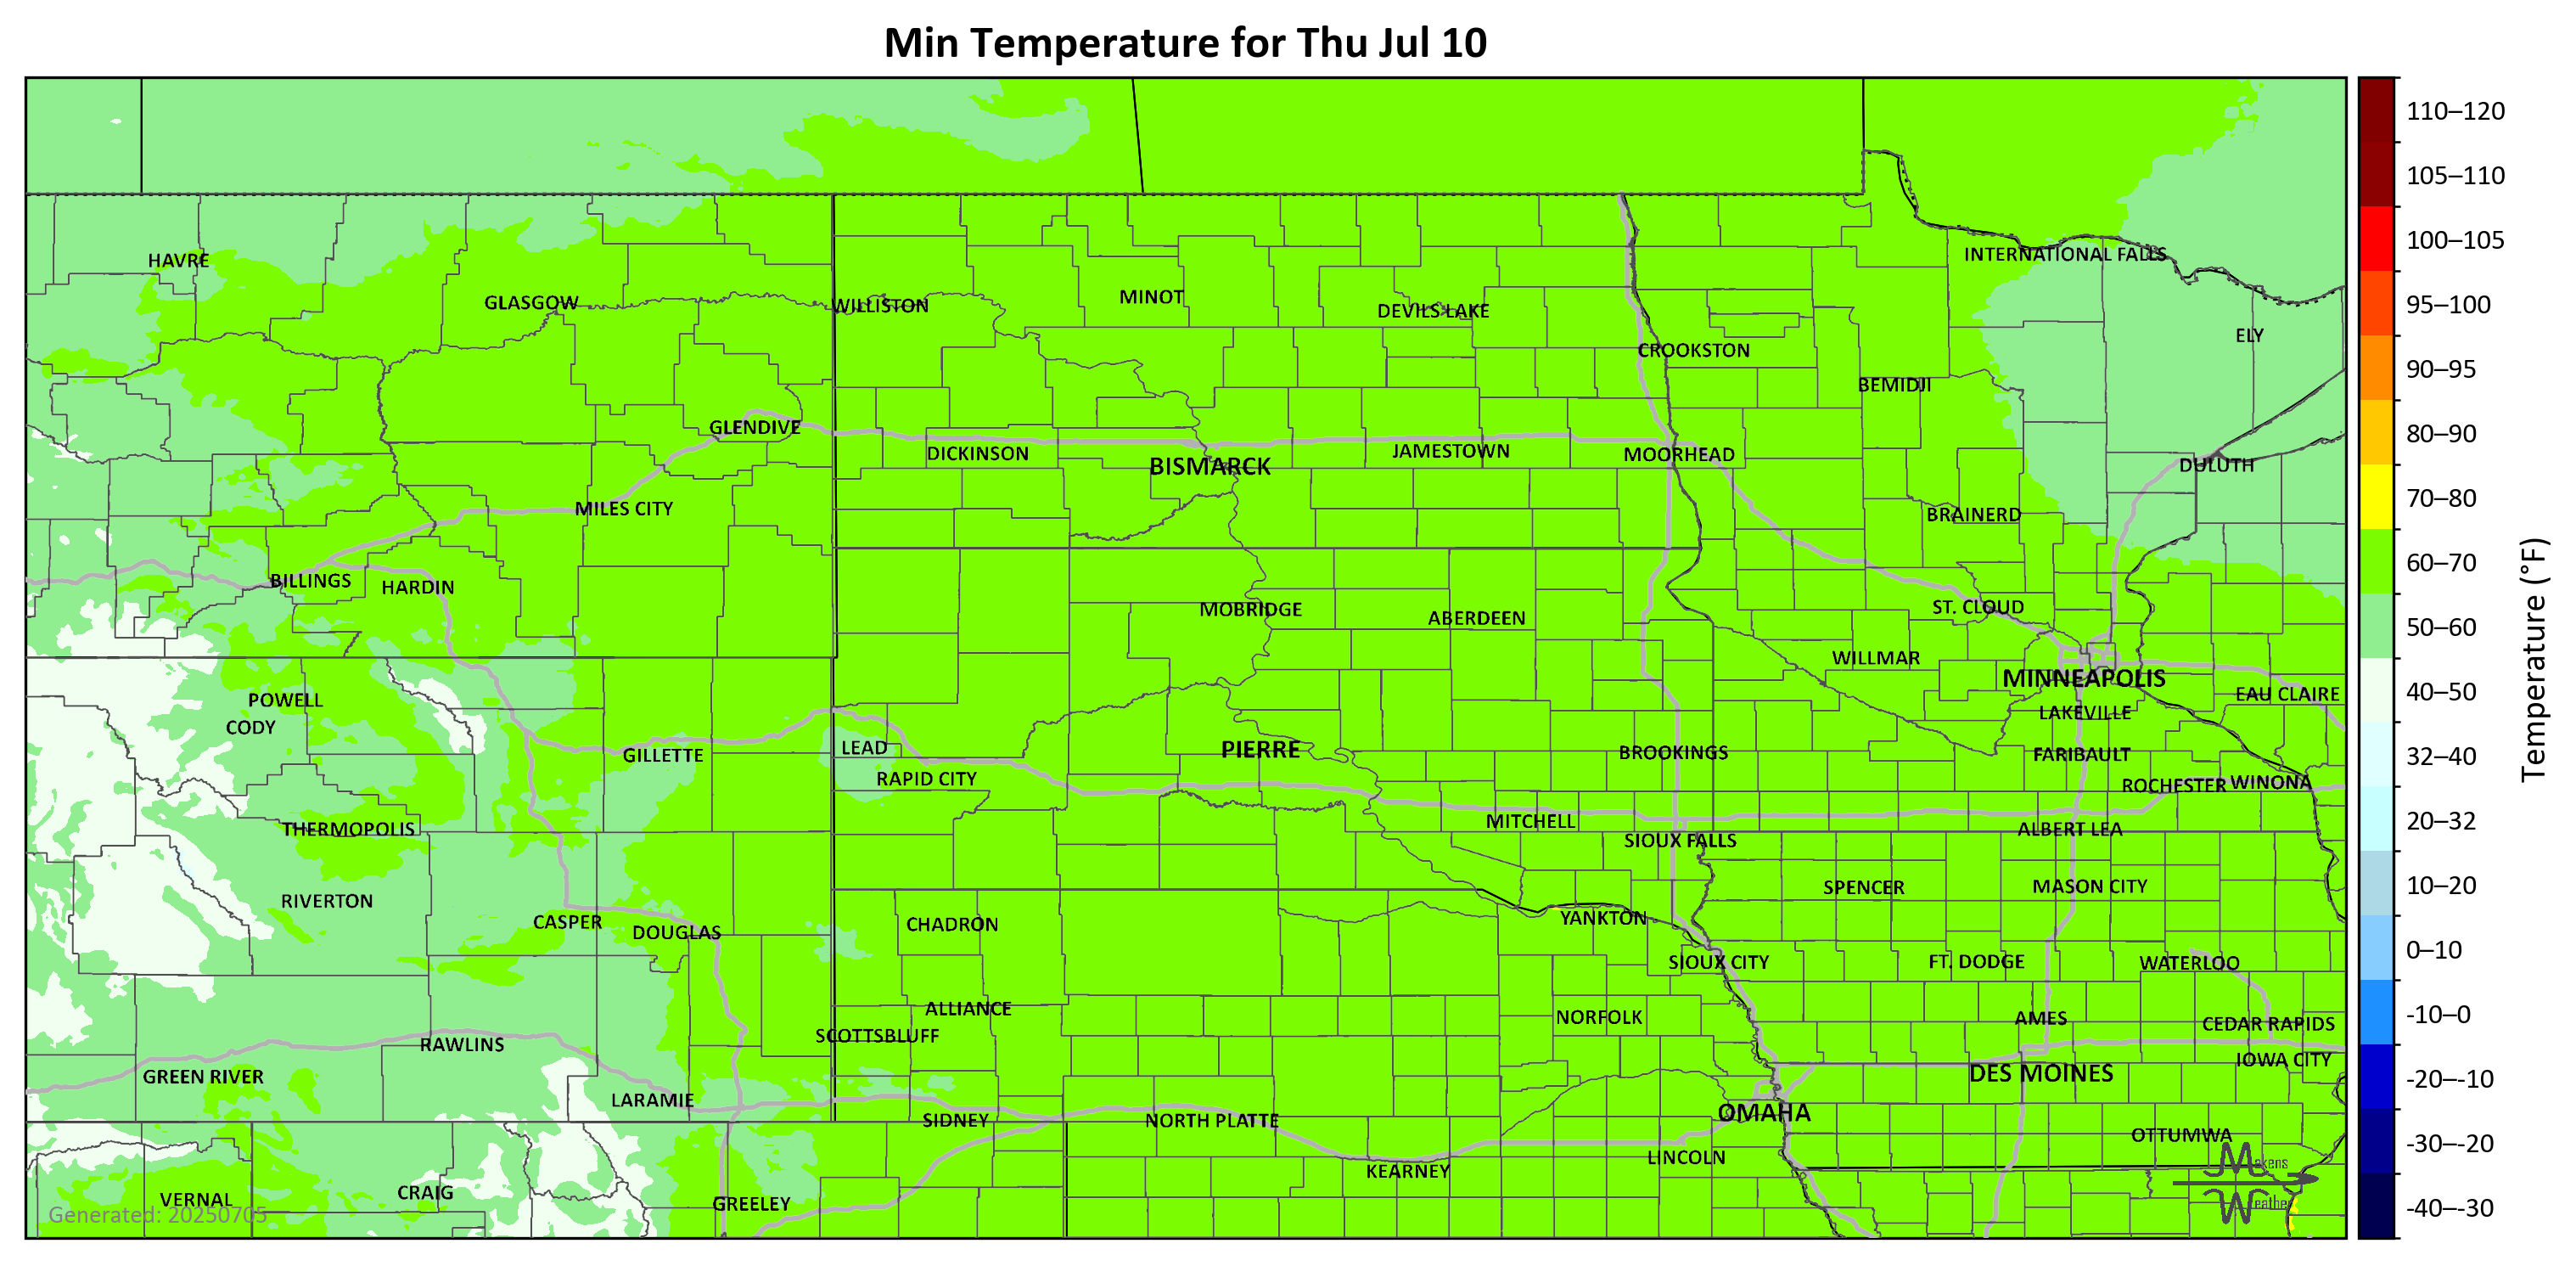 Min Temperature for Thu Jul 10
110–120
105–110
100–105
95–100
90–95
80–90
70–80
60–70
50–60
40–50
32–40
20–32
10–20
0–10
-10–0
-20–-10
-30–-20
-40–-30
Temperature (°F)
HAVRE
GLASGOW
WILLISTON
MINOT
DEVILS LAKE
CROOKSTON
INTERNATIONAL FALLS
ELY
BEMIDJI
GLENDIVE
DICKINSON
BISMARCK
JAMESTOWN
MOORHEAD
DULUTH
MILES CITY
BRAINERD
BILLINGS
HARDIN
MOBRIDGE
ABERDEEN
ST. CLOUD
WILLMAR
MINNEAPOLIS
EAU CLAIRE
POWELL
CODY
LAKEVILLE
GILLETTE
LEAD
RAPID CITY
PIERRE
BROOKINGS
FARIBAULT
ROCHESTER
WINONA
THERMOPOLIS
MITCHELL
SIOUX FALLS
ALBERT LEA
RIVERTON
CASPER
DOUGLAS
CHADRON
YANKTON
SPENCER
MASON CITY
SIOUX CITY
FT. DODGE
WATERLOO
ALLIANCE
SCOTTSBLUFF
NORFOLK
AMES
CEDAR RAPIDS
RAWLINS
GREEN RIVER
IOWA CITY
DES MOINES
LARAMIE
SIDNEY
NORTH PLATTE
OMAHA
OTTUMWA
LINCOLN
KEARNEY
VERNAL
CRAIG
GREELEY
Makens
Weather
Generated: 20250705